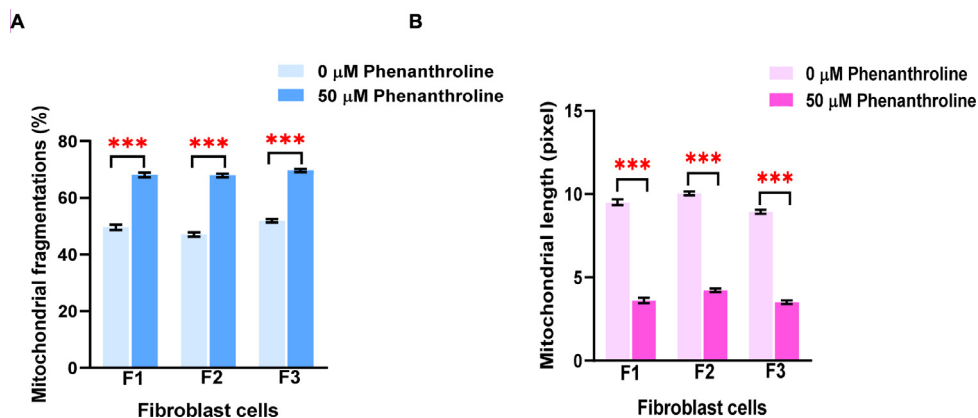 A
0 μM Phenanthroline
50 μM Phenanthroline
Mitochondrial fragmentations (%)
80
60
40
20
0
*** *** ***
F1 F2 F3
Fibroblast cells
B
0 μM Phenanthroline
50 μM Phenanthroline
Mitochondrial length (pixel)
15
10
5
0
*** *** ***
F1 F2 F3
Fibroblast cells